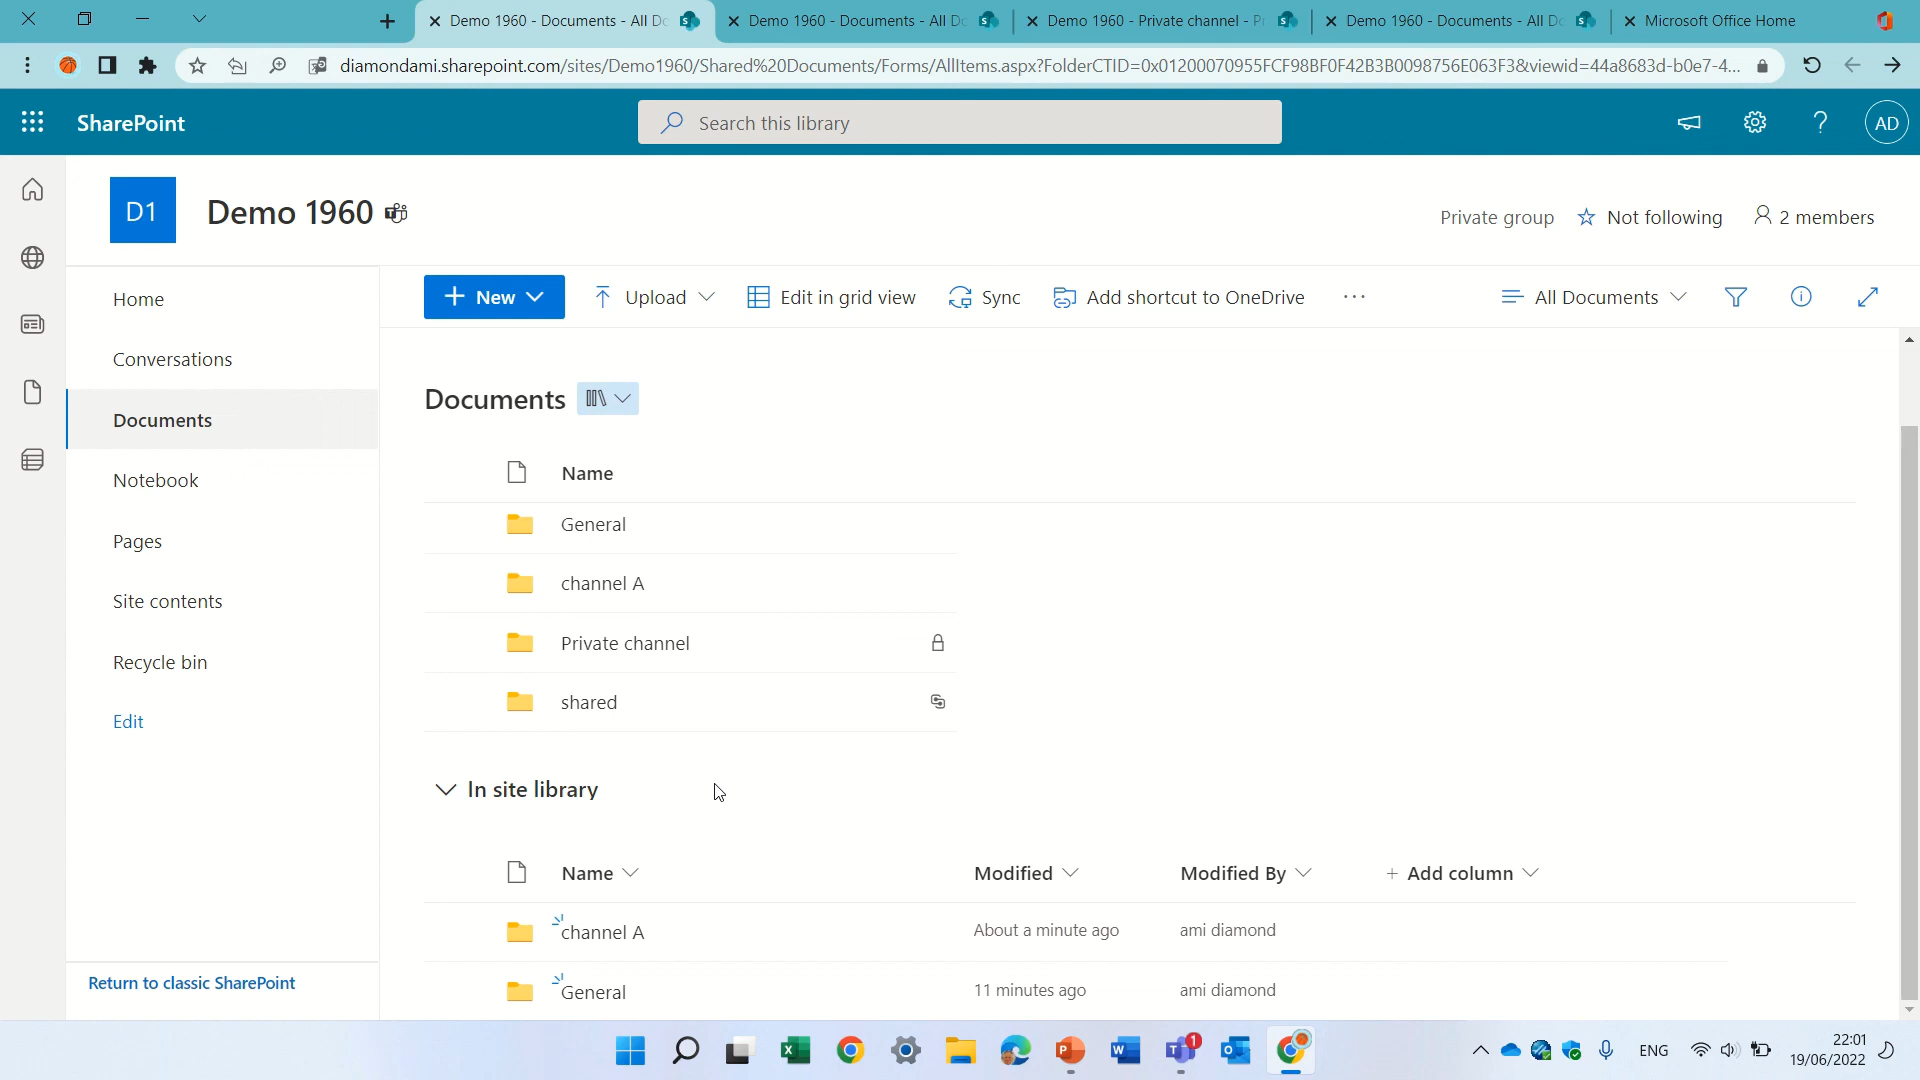 Demo 1960 - Documents - All Do
Demo 1960 - Documents - All Do
Demo 1960 - Private channel - Pr
Demo 1960 - Documents - All Do
Microsoft Office Home
diamondami.sharepoint.com/sites/Demo1960/Shared%20Documents/Forms/AllItems.aspx?FolderCTID=0x01200070955FCF98BF0F42B3B0098756E063F3&viewid=44a8683d-b0e7-4...
SharePoint
Search this library
AD
D1
Demo 1960
Private group
Not following
2 members
Home
Conversations
Documents
Notebook
Pages
Site contents
Recycle bin
Edit
Return to classic SharePoint
New
Upload
Edit in grid view
Sync
Add shortcut to OneDrive
All Documents
Documents
Name
General
channel A
Private channel
shared
In site library
Name
Modified
Modified By
+ Add column
channel A
About a minute ago
ami diamond
General
11 minutes ago
ami diamond
1
ENG
22:01
19/06/2022